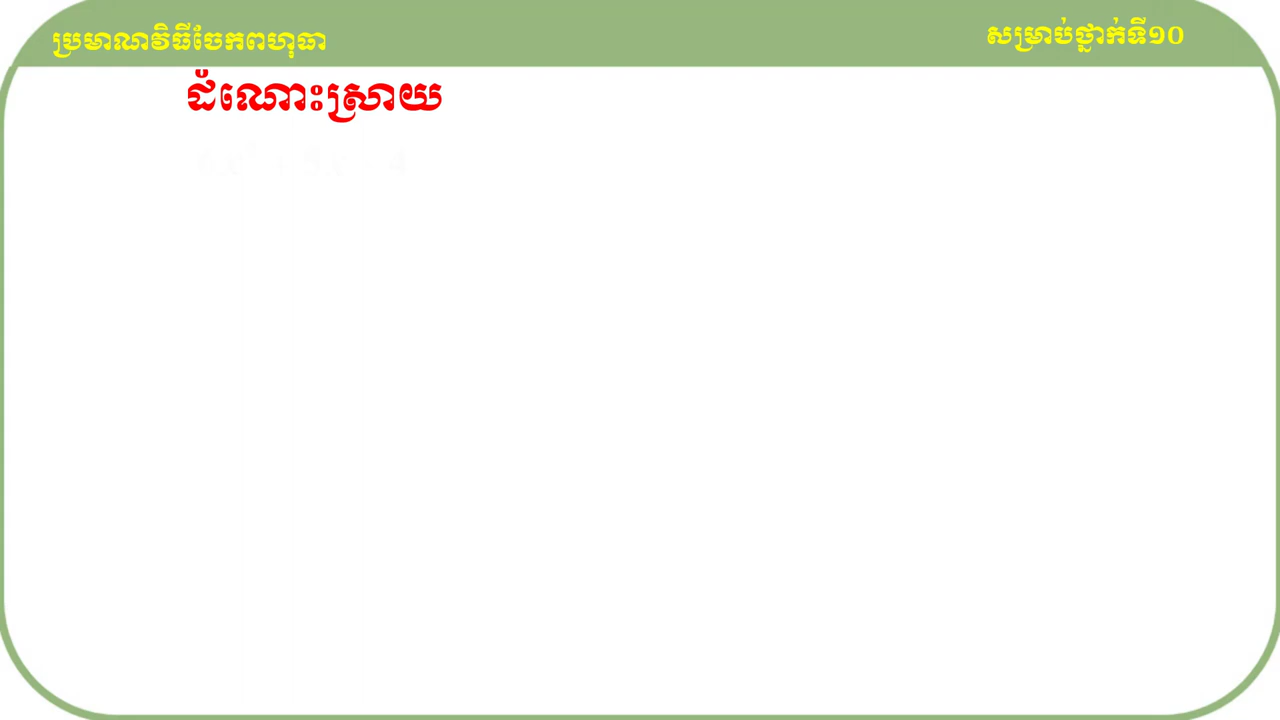 ប្រមាណវិធីចែកពហុធា
សម្រាប់ថ្នាក់ទី១០
ដំណោះស្រាយ